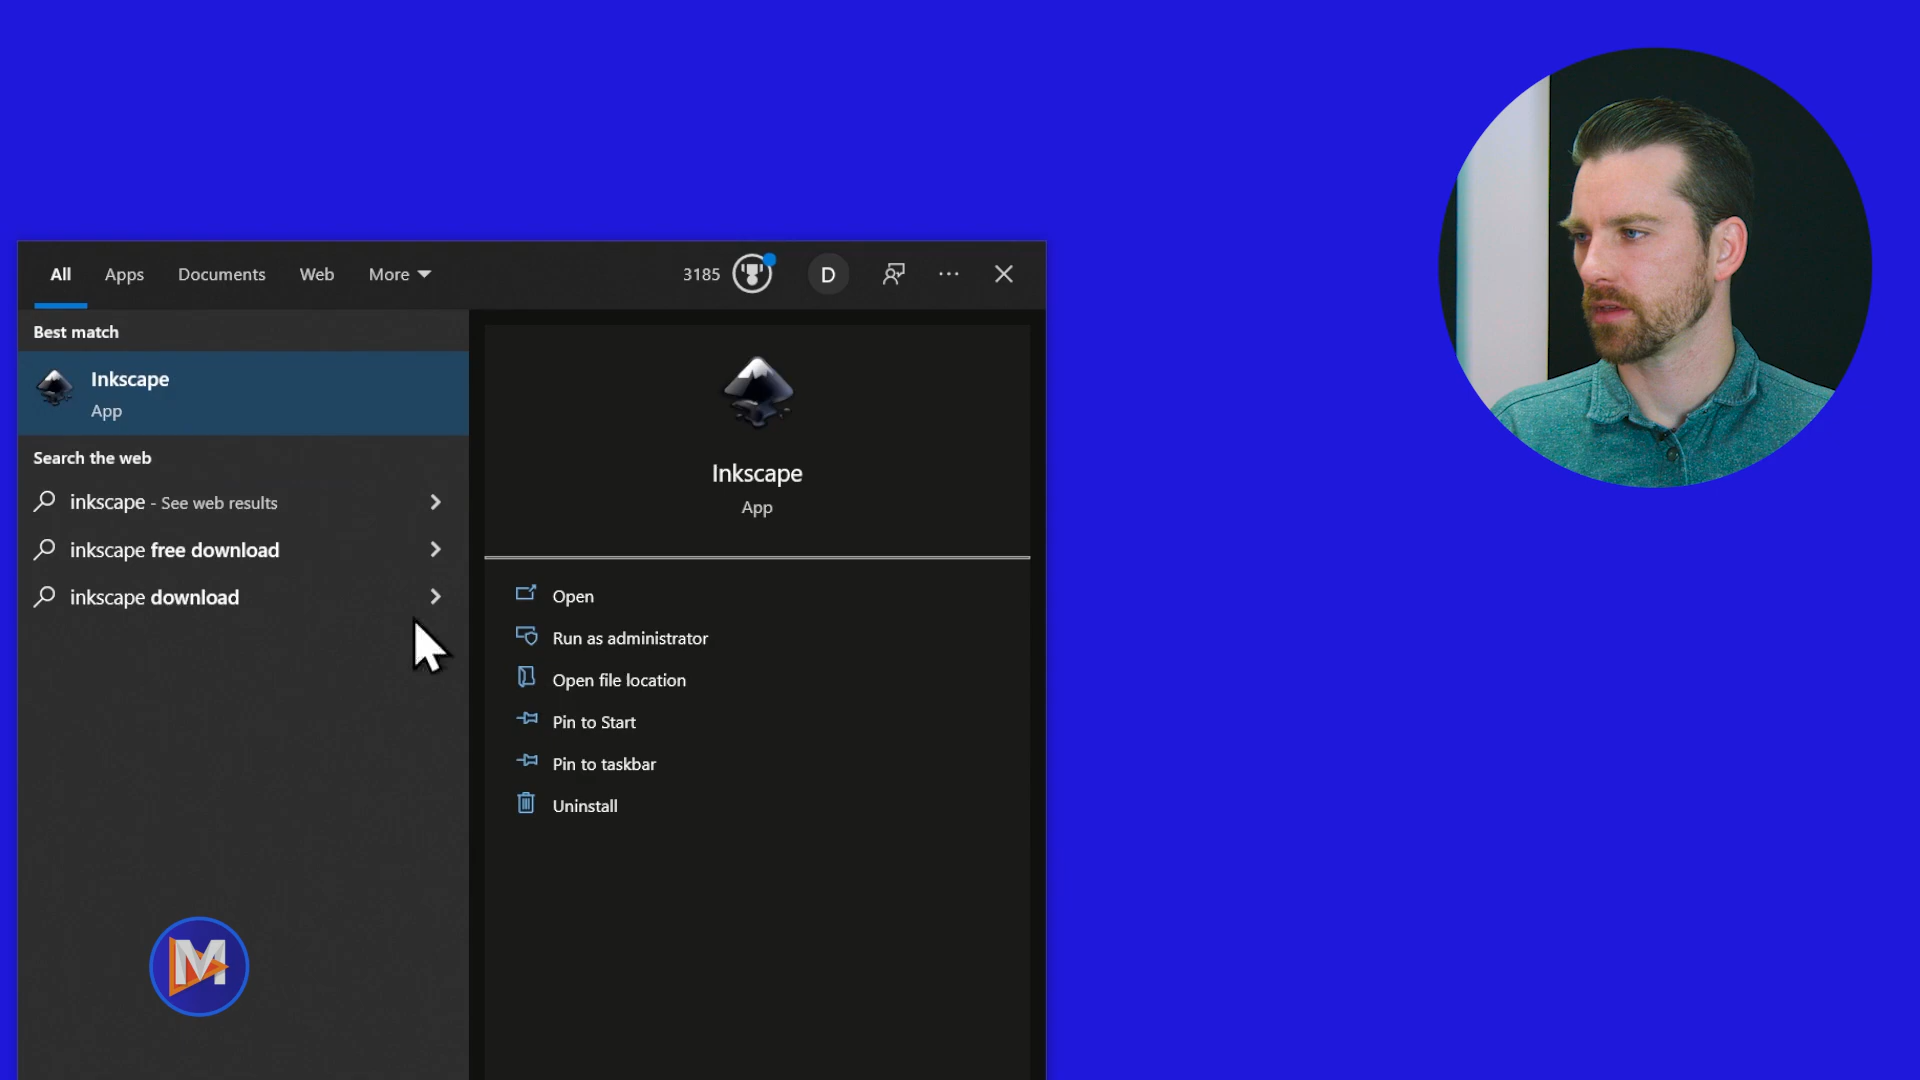 All Apps Documents Web More 3185 D
Best match
Inkscape
App
Search the web
inkscape - See web results
inkscape free download
inkscape download
Inkscape
App
Open
Run as administrator
Open file location
Pin to Start
Pin to taskbar
Uninstall
M